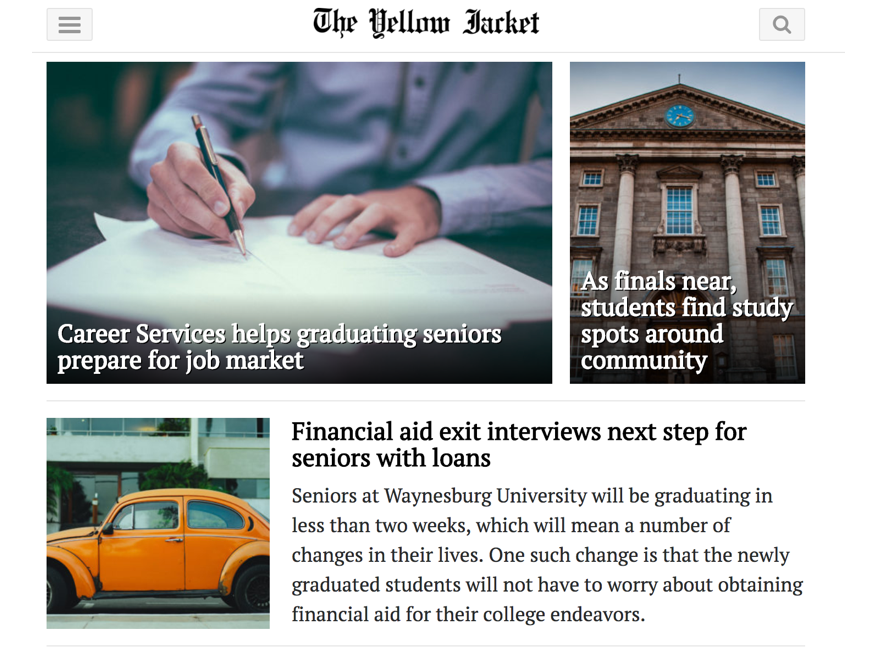 The Yellow Jacket
Career Services helps graduating seniors
prepare for job market
As finals near,
students find study
spots around
community
Financial aid exit interviews next step for
seniors with loans
Seniors at Waynesburg University will be graduating in
less than two weeks, which will mean a number of
changes in their lives. One such change is that the newly
graduated students will not have to worry about obtaining
financial aid for their college endeavors.